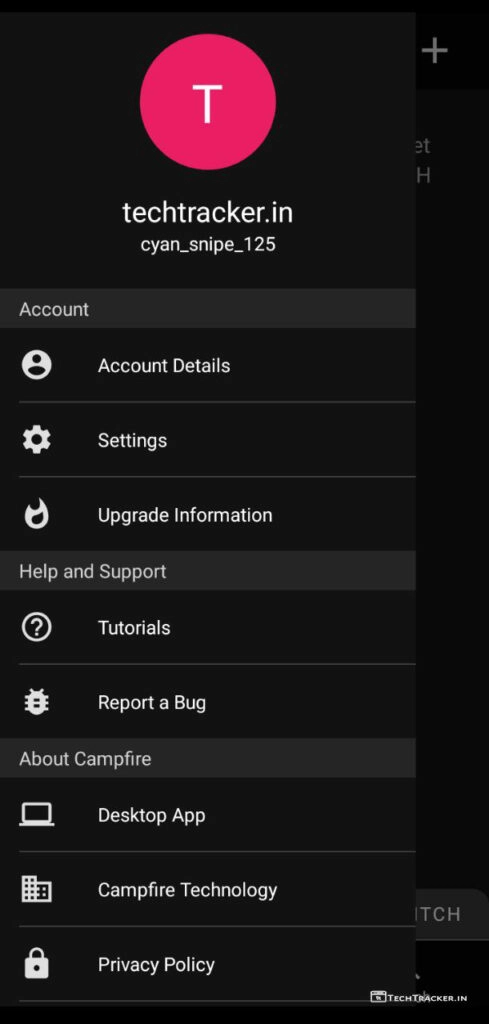 T
techtracker.in
cyan_snipe_125
Account
Account Details
Settings
Upgrade Information
Help and Support
Tutorials
Report a Bug
About Campfire
Desktop App
Campfire Technology
Privacy Policy
et
H
ITCH
TECHTRACKER.IN